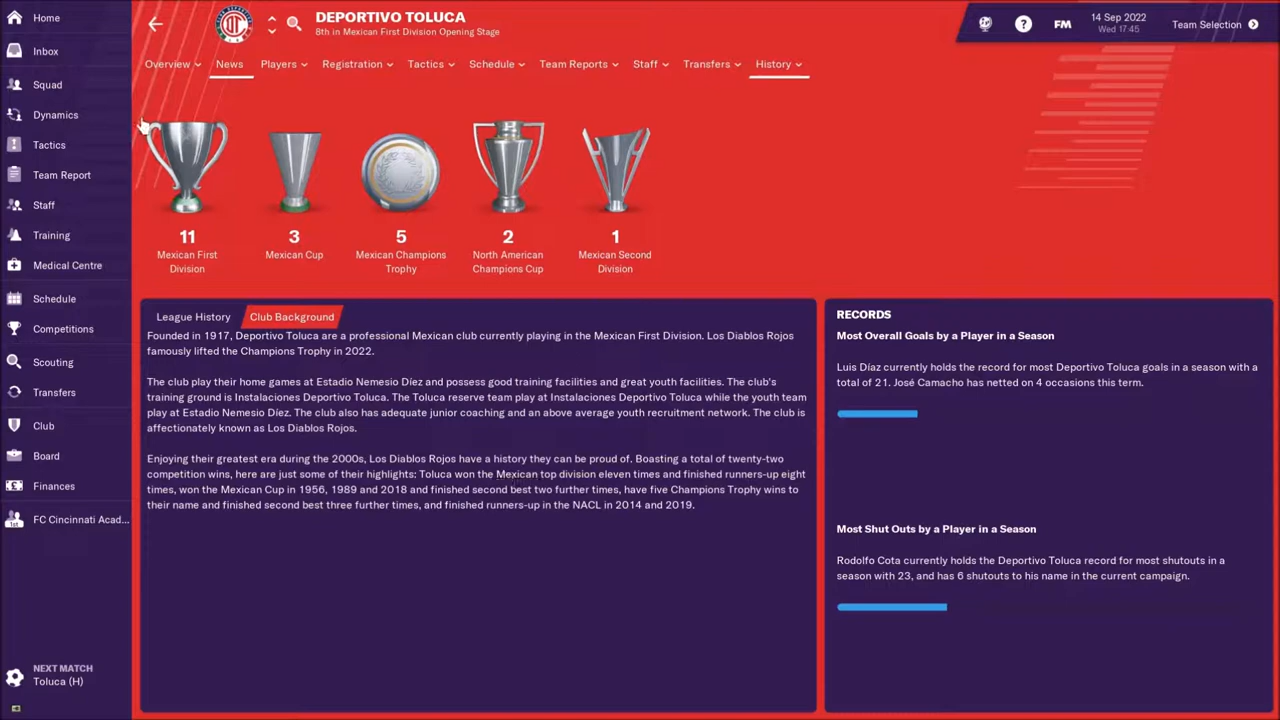 Home
Inbox
Squad
Dynamics
Tactics
Team Report
Staff
Training
Medical Centre
Schedule
Competitions
Scouting
Transfers
Club
Board
Finances
1st
FC Cincinnati Acad...
NEXT MATCH
Toluca (H)
DEPORTIVO TOLUCA
8th in Mexican First Division Opening Stage
?
FM
14 Sep 2022
Wed 17:45
Team Selection
Overview
News
Players
Registration
Tactics
Schedule
Team Reports
Staff
Transfers
History
11
Mexican First
Division
3
Mexican Cup
5
Mexican Champions
Trophy
2
North American
Champions Cup
1
Mexican Second
Division
League History
Club Background
Founded in 1917, Deportivo Toluca are a professional Mexican club currently playing in the Mexican First Division. Los Diablos Rojos
famously lifted the Champions Trophy in 2022.
The club play their home games at Estadio Nemesio Díez and possess good training facilities and great youth facilities. The club's
training ground is Instalaciones Deportivo Toluca. The Toluca reserve team play at Instalaciones Deportivo Toluca while the youth team
play at Estadio Nemesio Díez. The club also has adequate junior coaching and an above average youth recruitment network. The club is
affectionately known as Los Diablos Rojos.
Enjoying their greatest era during the 2000s, Los Diablos Rojos have a history they can be proud of. Boasting a total of twenty-two
competition wins, here are just some of their highlights: Toluca won the Mexican top division eleven times and finished runners-up eight
times, won the Mexican Cup in 1956, 1989 and 2018 and finished second best two further times, have five Champions Trophy wins to
their name and finished second best three further times, and finished runners-up in the NACL in 2014 and 2019.
RECORDS
Most Overall Goals by a Player in a Season
Luis Díaz currently holds the record for most Deportivo Toluca goals in a season with a
total of 21. José Camacho has netted on 4 occasions this term.
Most Shut Outs by a Player in a Season
Rodolfo Cota currently holds the Deportivo Toluca record for most shutouts in a
season with 23, and has 6 shutouts to his name in the current campaign.